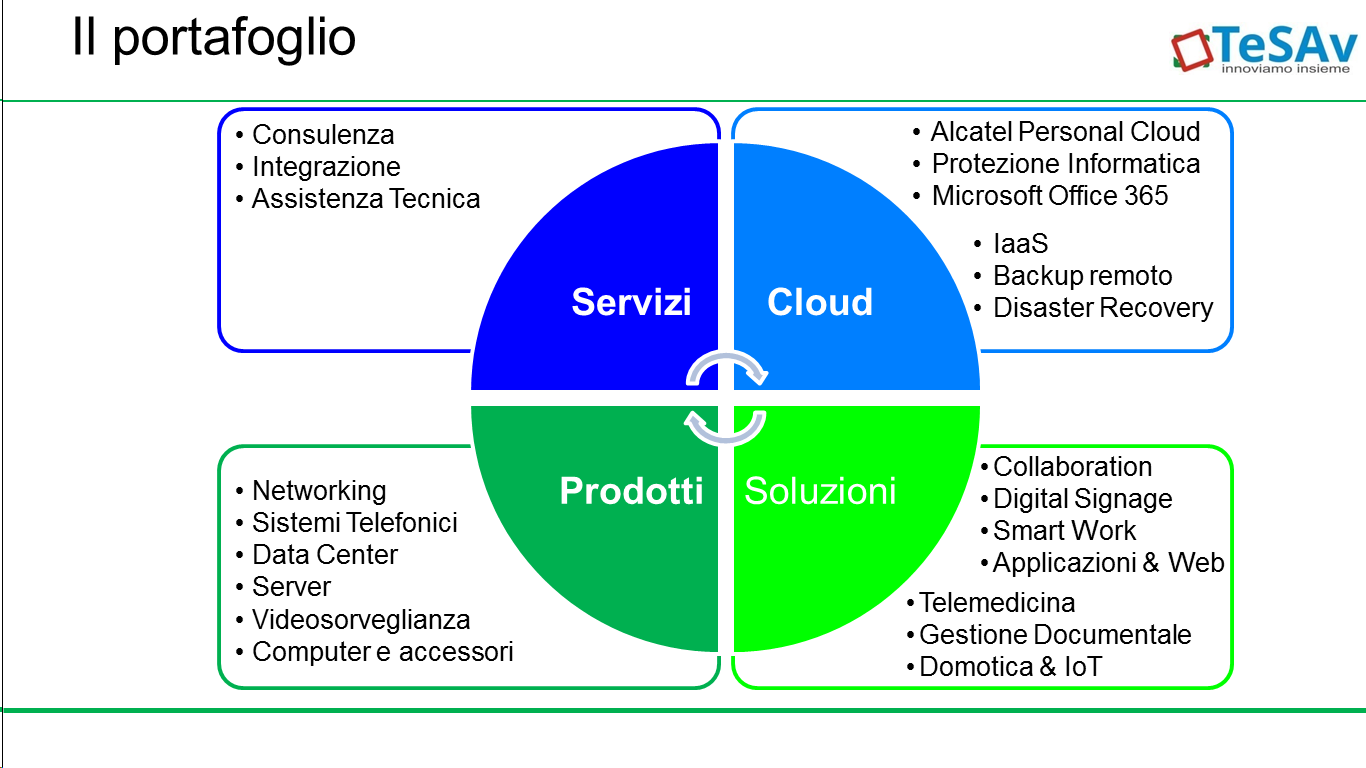 Il portafoglio
TeSAv
innoviamo insieme
• Consulenza
• Integrazione
• Assistenza Tecnica
• Alcatel Personal Cloud
• Protezione Informatica
• Microsoft Office 365
• IaaS
• Backup remoto
• Disaster Recovery
Servizi
Cloud
Prodotti
Soluzioni
• Networking
• Sistemi Telefonici
• Data Center
• Server
• Videosorveglianza
• Computer e accessori
• Collaboration
• Digital Signage
• Smart Work
• Applicazioni & Web
• Telemedicina
• Gestione Documentale
• Domotica & IoT